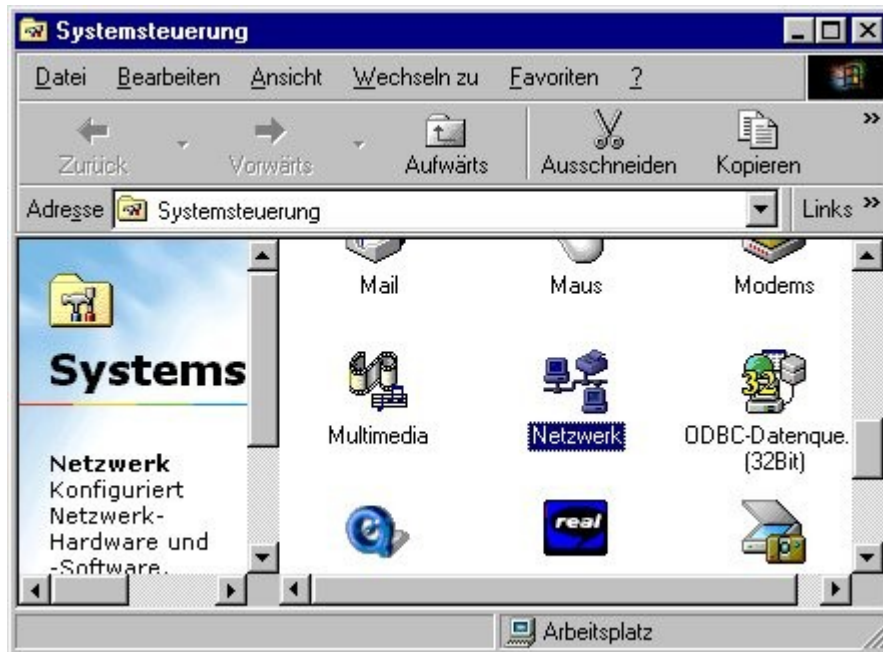 Systemsteuerung
Datei Bearbeiten Ansicht Wechseln zu Favoriten ?
Zurück Vorwärts Aufwärts Ausschneiden Kopieren »
Adresse Systemsteuerung Links »
Mail Maus Modems
Systems
Multimedia Netzwerk ODBC-Datenque.
(32Bit)
Netzwerk
Konfiguriert
Netzwerk-
Hardware und
-Software.
32
real
Arbeitsplatz